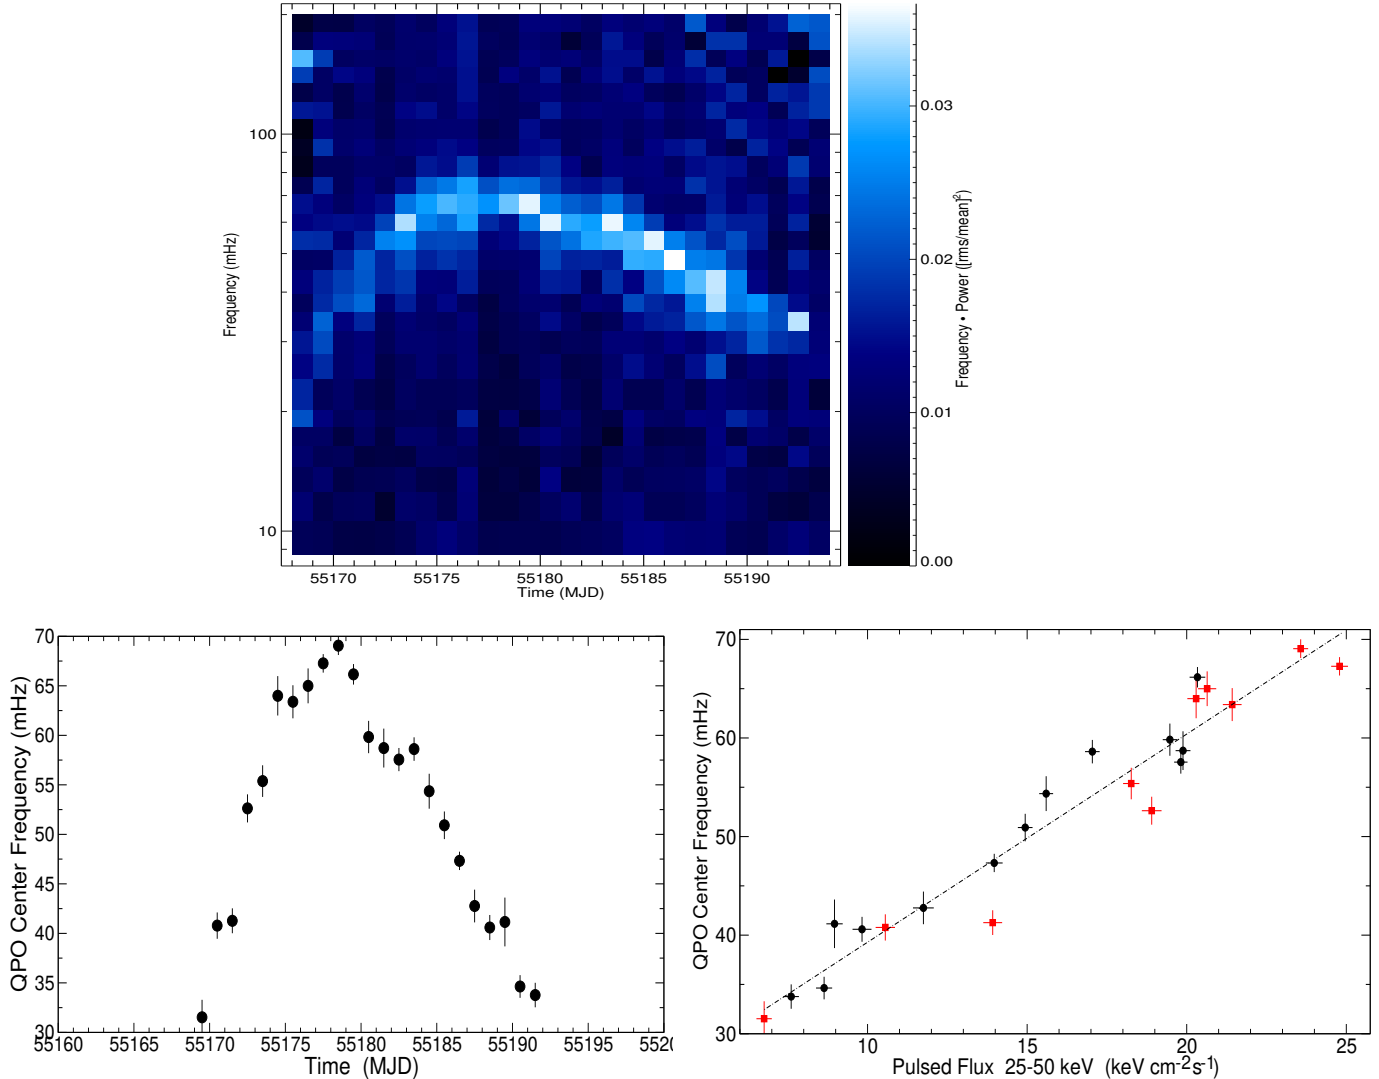 100
10
Frequency (mHz)
55170 55175 55180 55185 55190
Time (MJD)
0.03
0.02
0.01
0.00
Frequency • Power ([rms/mean]²)
70
65
60
55
50
45
40
35
30
QPO Center Frequency (mHz)
55160 55165 55170 55175 55180 55185 55190 55195 5520
Time (MJD)
70
60
50
40
30
QPO Center Frequency (mHz)
10 15 20 25
Pulsed Flux 25-50 keV (keV cm⁻²s⁻¹)